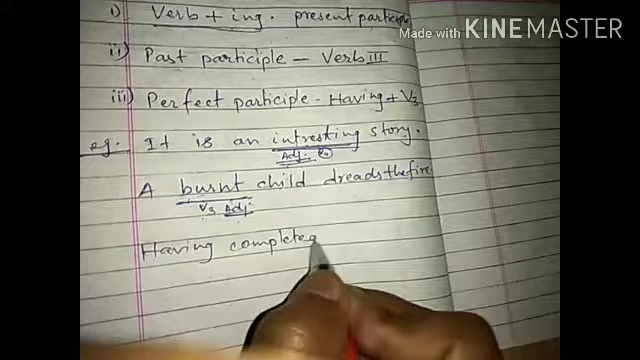 Made with KINEMASTER
i) Verb + ing. present participle
ii) Past participle – Verb III
iii) Perfect participle - Having + V3
eg. It is an intresting story.
Adj.
A burnt child dreads the fire
V3 Adj
Having complete